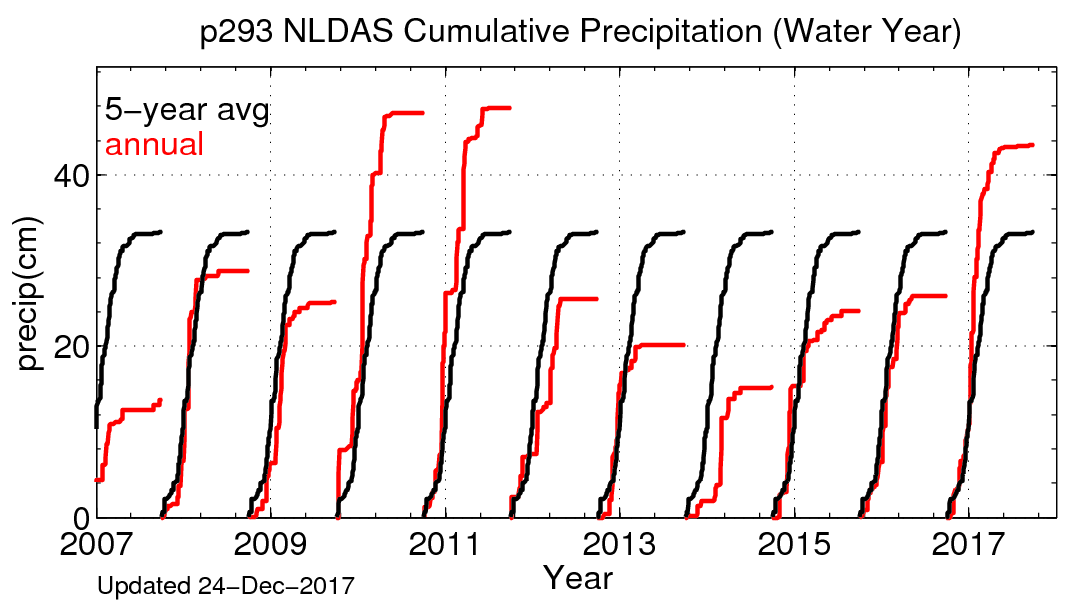 p293 NLDAS Cumulative Precipitation (Water Year)
5−year avg
annual
precip(cm)
40
20
0
2007 2009 2011 2013 2015 2017
Year
Updated 24−Dec−2017